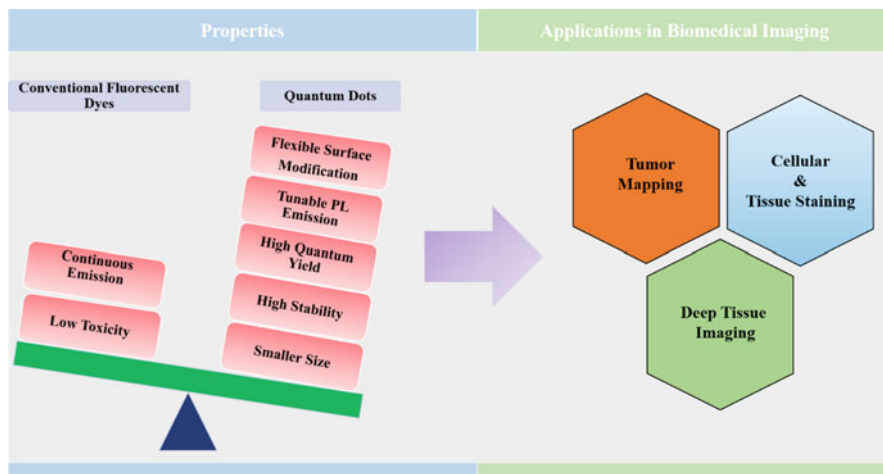 Properties
Applications in Biomedical Imaging
Conventional Fluorescent
Dyes
Quantum Dots
Flexible Surface
Modification
Tunable PL
Emission
High Quantum
Yield
High Stability
Smaller Size
Continuous
Emission
Low Toxicity
Tumor
Mapping
Cellular
&
Tissue Staining
Deep Tissue
Imaging